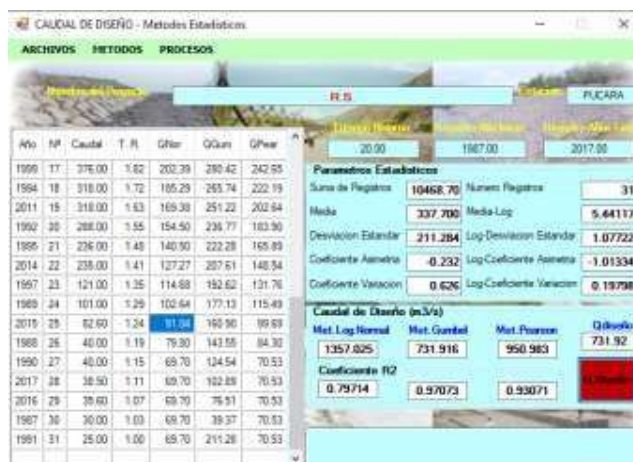 CAUDAL DE DISEÑO - Metodos Estadisticos
ARCHIVOS METODOS PROCESOS
R.S PUCARA
20.00 1987.00 2017.00
Año Nº Caudal T. R. QNor QGum QPear
17 376.00 1.82 202.39 280.42 242.55
1994 18 318.00 1.72 185.29 265.74 222.19
2011 19 318.00 1.63 169.38 251.22 202.64
1992 20 288.00 1.55 154.50 236.77 183.90
1995 21 236.00 1.48 140.50 222.28 165.89
2014 22 235.00 1.41 127.27 207.61 148.54
1997 23 121.00 1.35 114.68 192.62 131.76
1989 24 101.00 1.29 102.64 177.13 115.49
2015 25 82.60 1.24 91.04 160.90 99.69
1988 26 40.00 1.19 79.80 143.55 84.30
1990 27 40.00 1.15 69.70 124.54 70.53
2017 28 38.50 1.11 69.70 102.89 70.53
2016 29 35.60 1.07 69.70 76.51 70.53
1987 30 30.00 1.03 69.70 39.37 70.53
1991 31 25.00 1.00 69.70 211.28 70.53
Parametros Estadisticos
Suma de Registros 10468.70 Numero Registros 31
Media 337.700 Media-Log 5.44117
Desviacion Estandar 211.284 Log-Desviacion Estandar 1.07722
Coeficiente Asimetria -0.232 Log-Coeficiente Asimetria -1.01334
Coeficiente Variacion 0.626 Log-Coeficiente Variacion 0.19798
Caudal de Diseño (m3/s)
Met. Log Normal Met. Gumbel Met. Pearson Qdiseño
1357.025 731.916 950.983 731.92
Coeficiente R2
0.79714 0.97073 0.93071